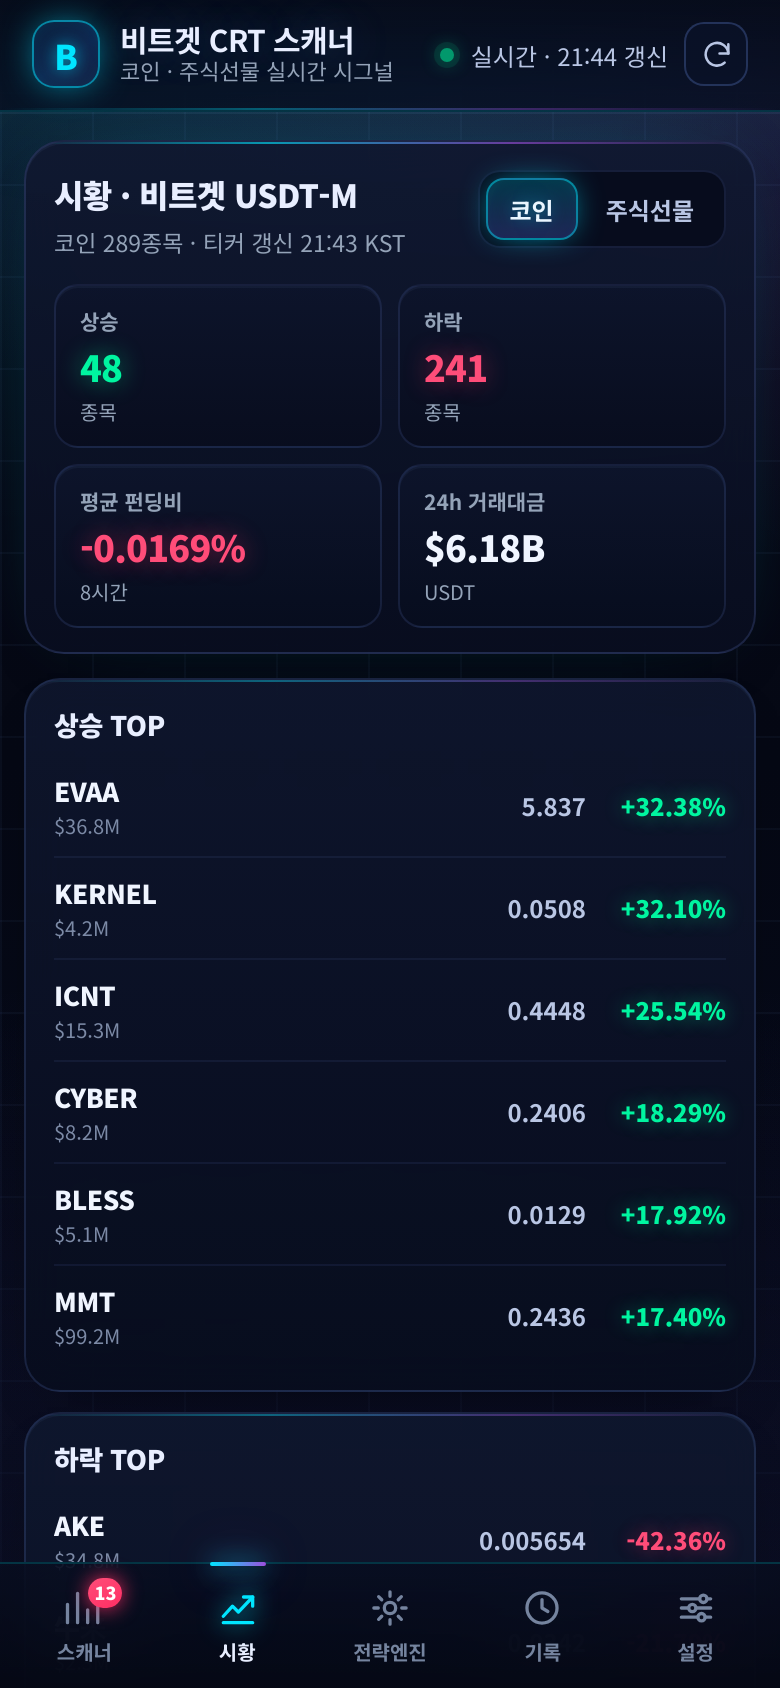 B
비트겟 CRT 스캐너
코인 · 주식선물 실시간 시그널
실시간 · 21:44 갱신
시황 · 비트겟 USDT-M
코인 289종목 · 티커 갱신 21:43 KST
코인
주식선물
상승
48
종목
하락
241
종목
평균 펀딩비
-0.0169%
8시간
24h 거래대금
$6.18B
USDT
상승 TOP
EVAA
$36.8M
5.837
+32.38%
KERNEL
$4.2M
0.0508
+32.10%
ICNT
$15.3M
0.4448
+25.54%
CYBER
$8.2M
0.2406
+18.29%
BLESS
$5.1M
0.0129
+17.92%
MMT
$99.2M
0.2436
+17.40%
하락 TOP
AKE
$34.8M
0.005654
-42.36%
13
스캐너
시황
전략엔진
기록
설정